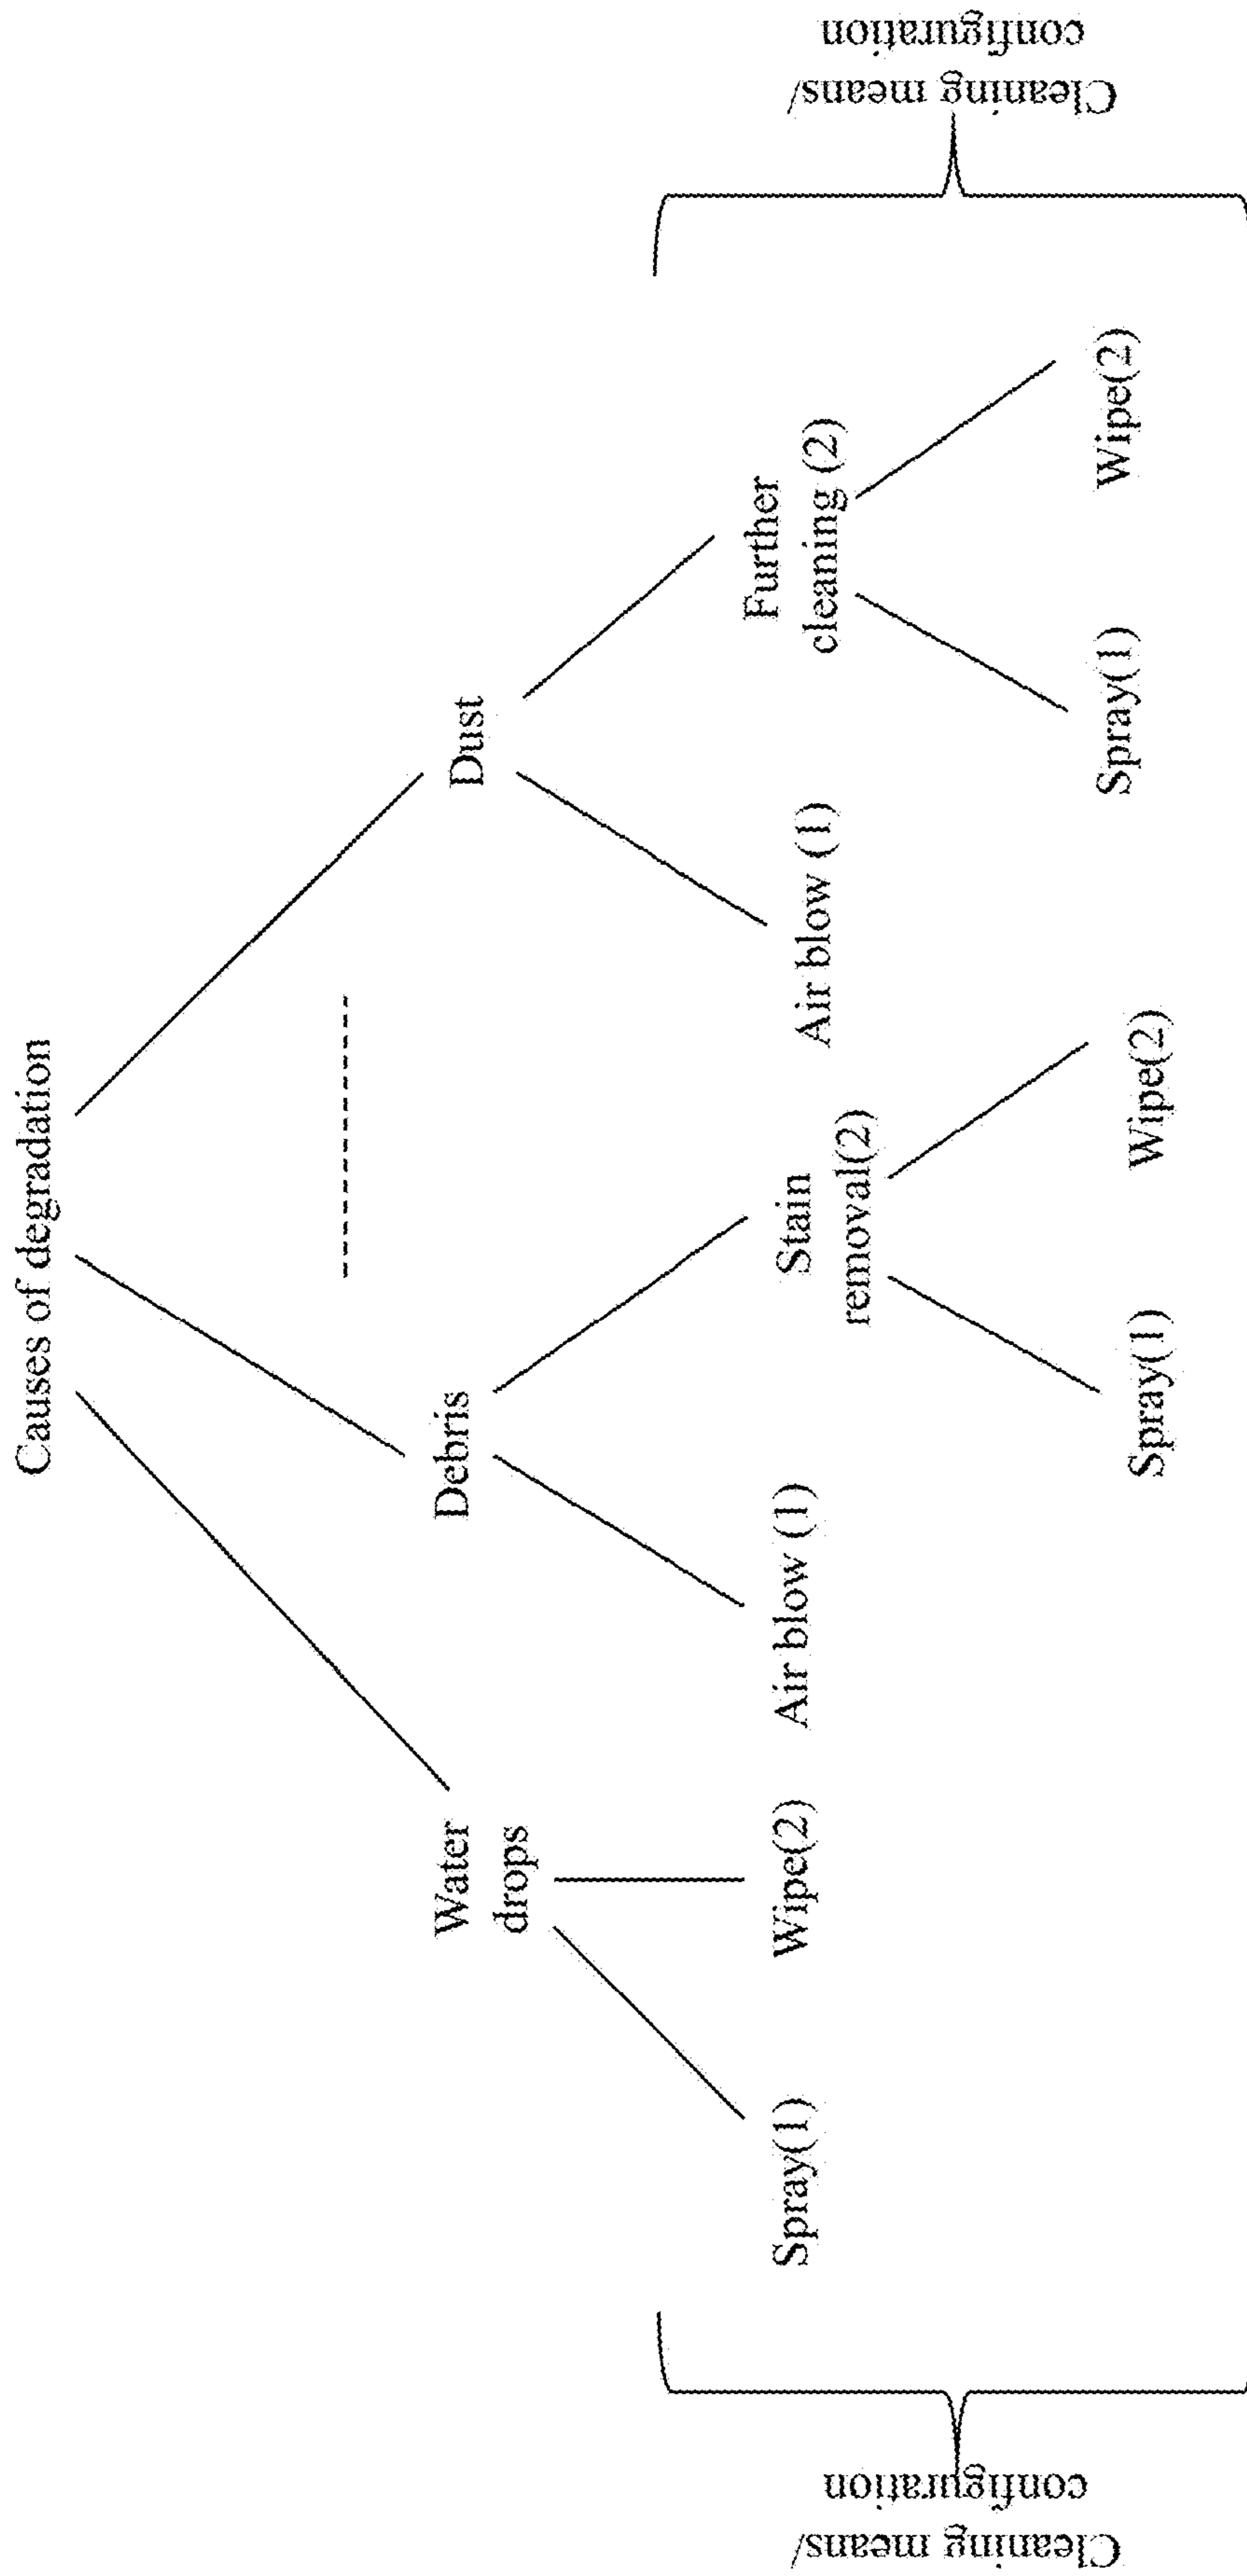 Causes of degradation
Water
drops
Debris
Dust
Spray(1)
Wipe(2)
Air blow (1)
Stain
removal(2)
Air blow (1)
Further
cleaning (2)
Spray(1)
Wipe(2)
Spray(1)
Wipe(2)
Cleaning means/
configuration
Cleaning means/
configuration